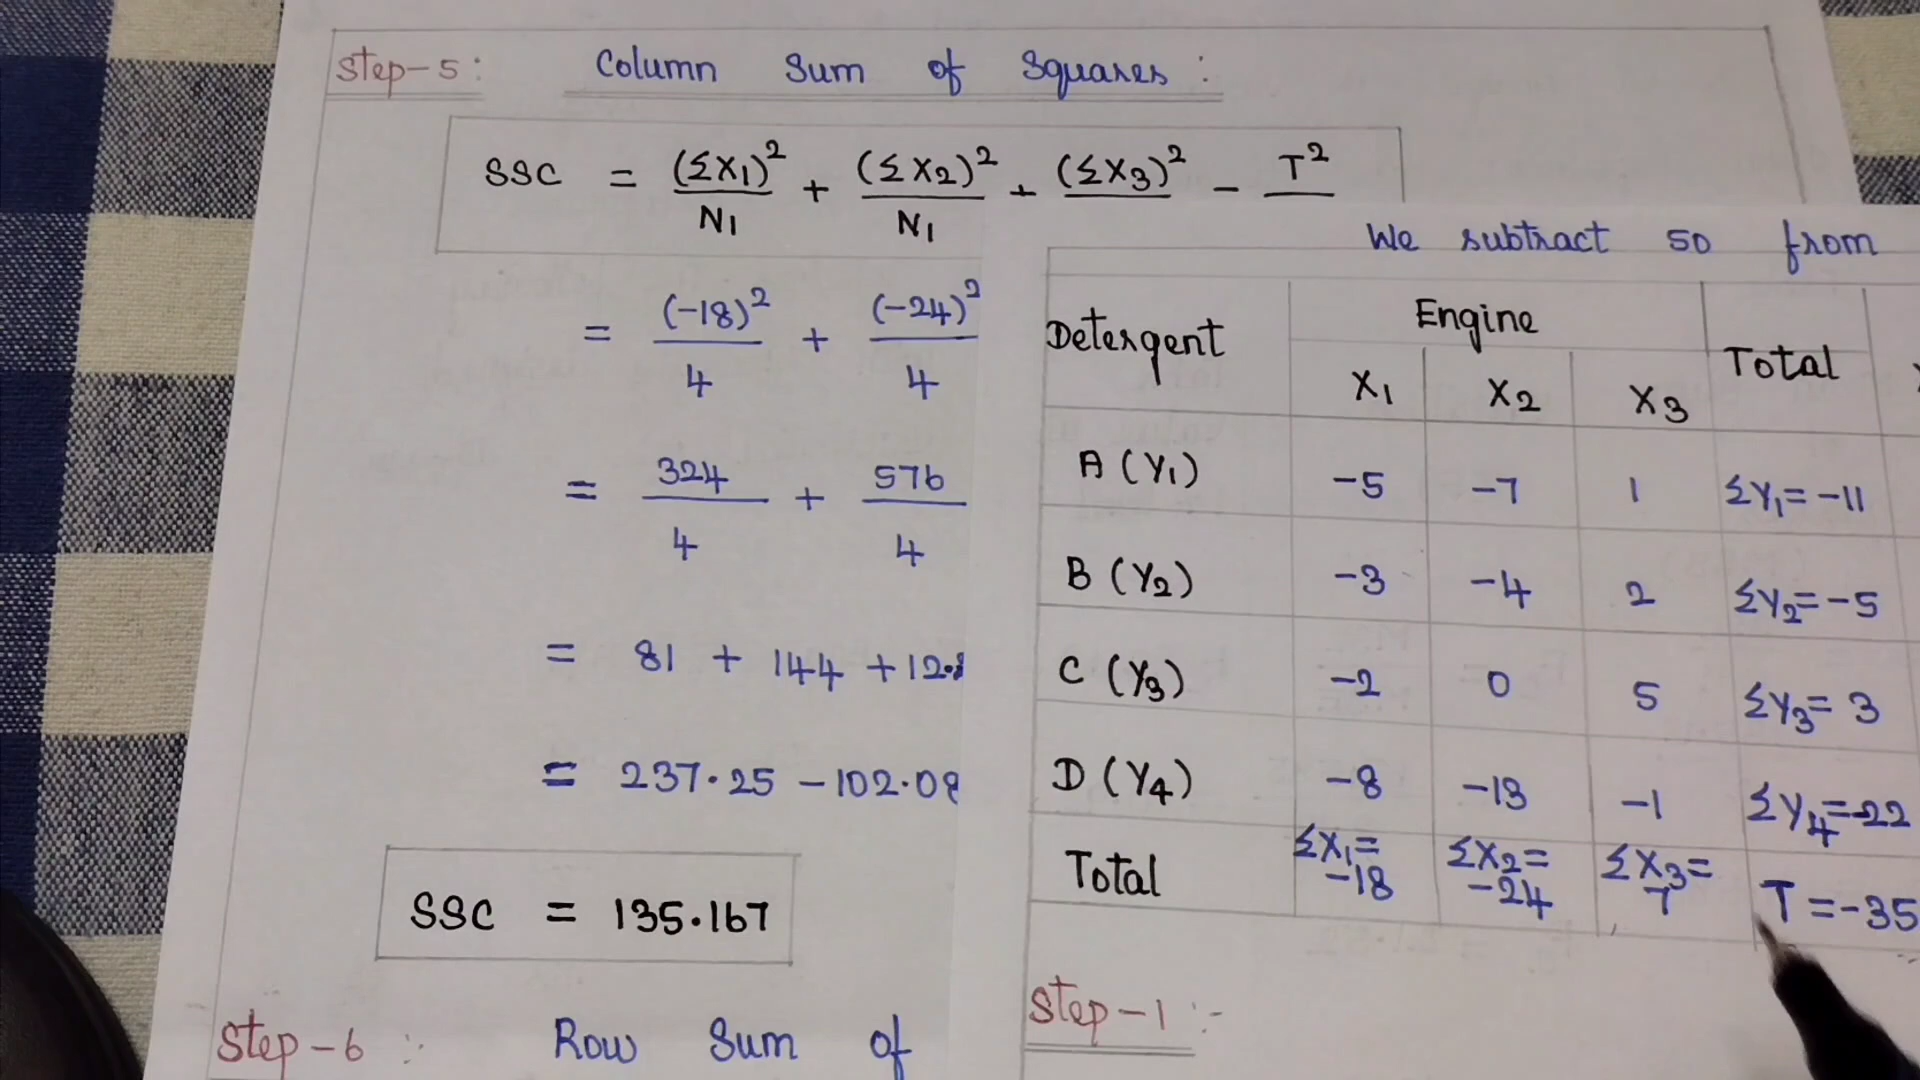 Step-5: Column Sum of Squares:
SSC = (ΣX1)²/N1 + (ΣX2)²/N1 + (ΣX3)² - T²
= (-18)²/4 + (-24)²/4
= 324/4 + 576/4
= 81 + 144 + 12.
= 237.25 - 102.08
SSC = 135.167
Step-6: Row Sum of
We subtract 50 from
Detergent Engine Total
X1 X2 X3
A (Y1) -5 -7 1 ΣY1= -11
B (Y2) -3 -4 2 ΣY2= -5
C (Y3) -2 0 5 ΣY3= 3
D (Y4) -8 -13 -1 ΣY4=-22
Total ΣX1= -18 ΣX2= -24 ΣX3= 7 T = -35
Step-1:-